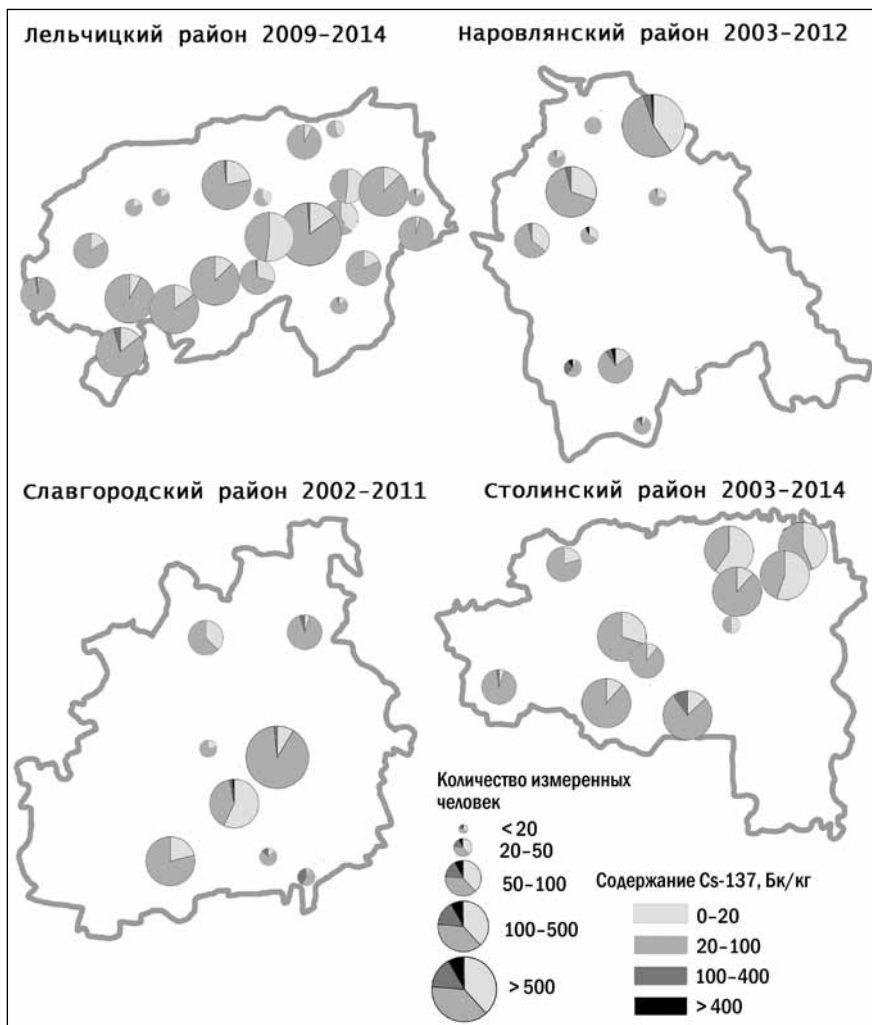 Лельчицкий район 2009-2014
Наровлянский район 2003-2012
Славгородский район 2002-2011
Столинский район 2003-2014
Количество измеренных
человек
< 20
20-50
50-100
100-500
> 500
Содержание Cs-137, Бк/кг
0-20
20-100
100-400
> 400